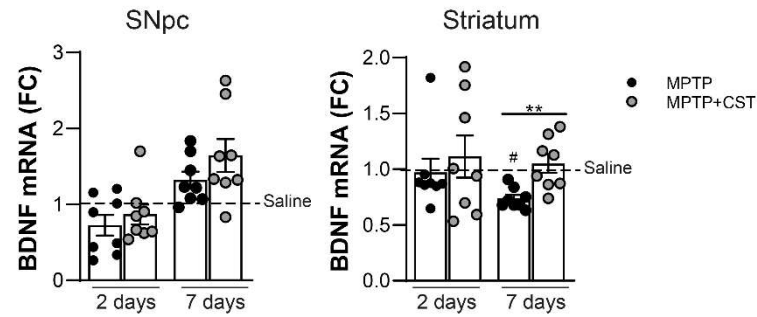 SNpc
BDNF mRNA (FC)
3
2
1
0
Saline
2 days
7 days
Striatum
BDNF mRNA (FC)
2.0
1.5
1.0
0.5
0.0
#
**
Saline
2 days
7 days
MPTP
MPTP+CST